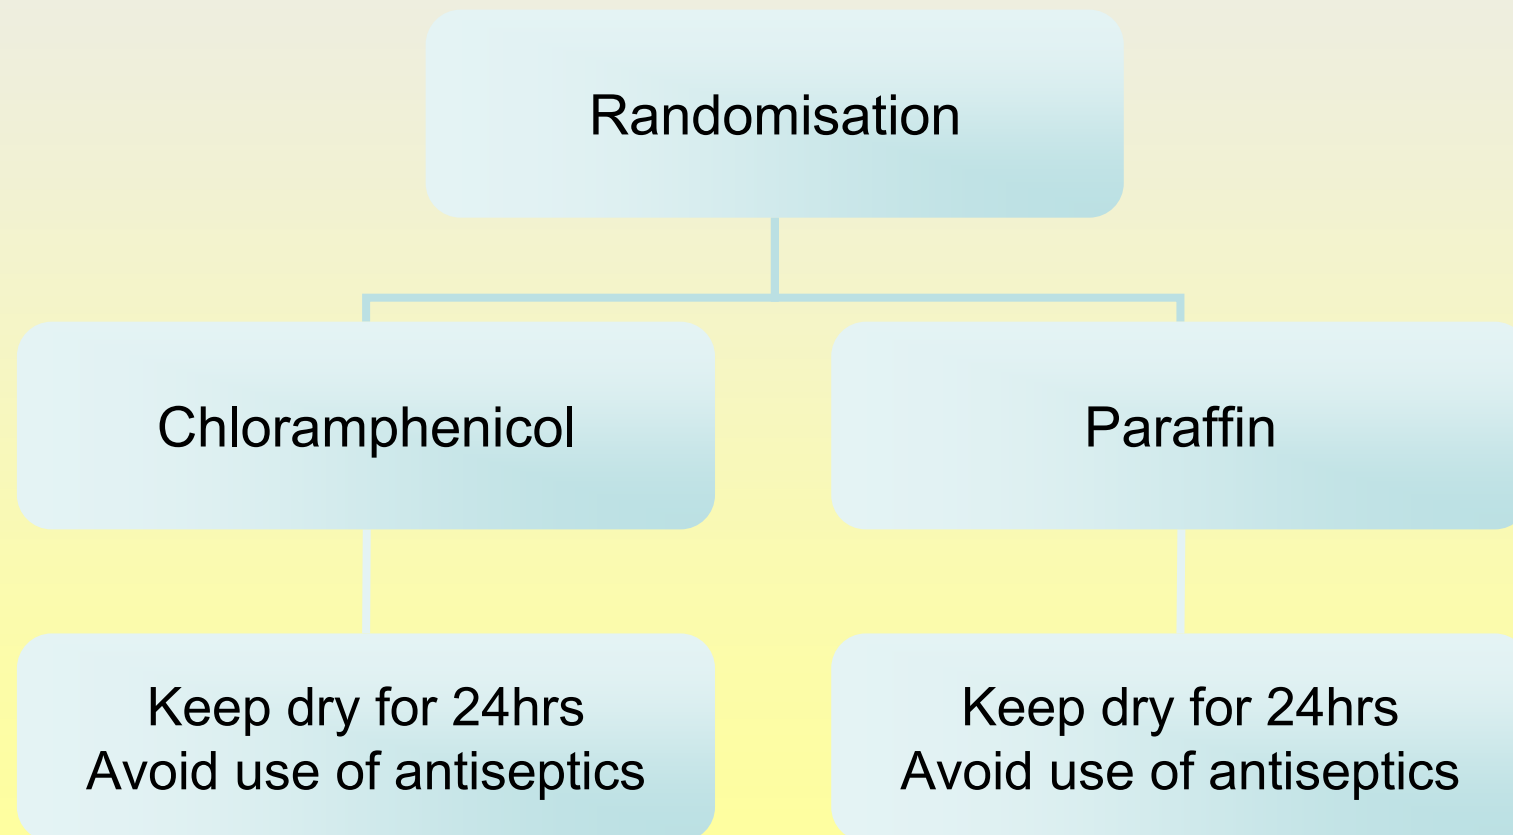 Randomisation
Chloramphenicol
Paraffin
Keep dry for 24hrs
Avoid use of antiseptics
Keep dry for 24hrs
Avoid use of antiseptics